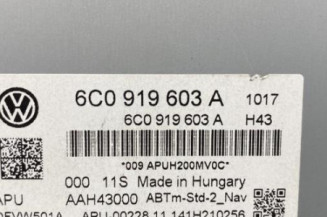 6C0 919 603 A 1017
6C0 919 603 A H43
*009 APUH200MV0C*
000 11S Made in Hungary
APU AAH43000 ABTm-Std-2_Nav